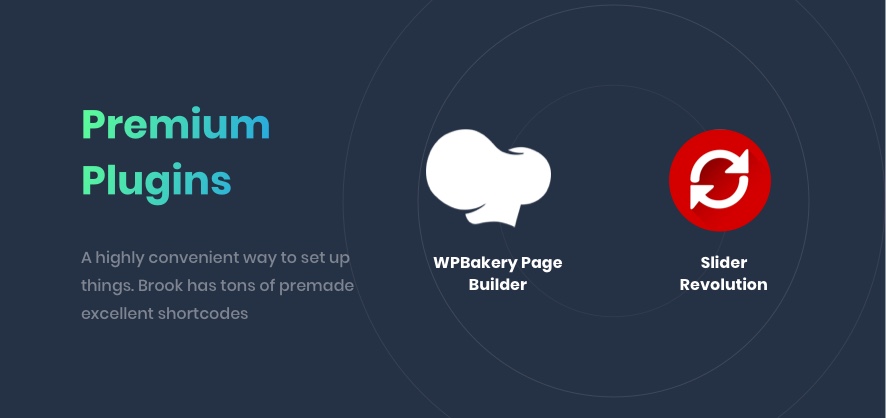 Premium
Plugins
A highly convenient way to set up
things. Brook has tons of premade
excellent shortcodes
WPBakery Page
Builder
Slider
Revolution